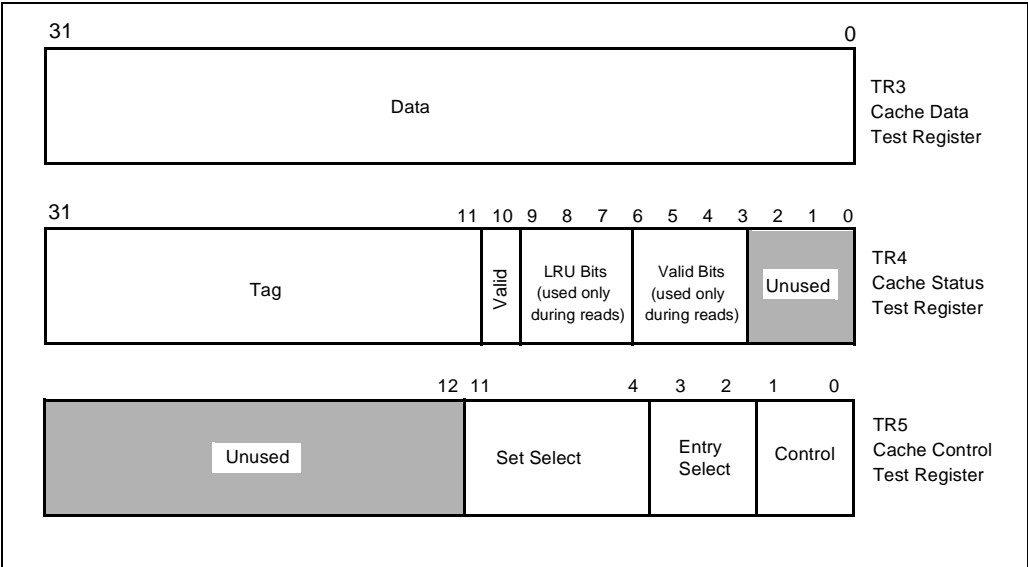 31 0
Data
TR3
Cache Data
Test Register
31 11 10 9 8 7 6 5 4 3 2 1 0
Tag
Valid
LRU Bits
(used only
during reads)
Valid Bits
(used only
during reads)
Unused
TR4
Cache Status
Test Register
12 11 4 3 2 1 0
Unused
Set Select
Entry
Select
Control
TR5
Cache Control
Test Register